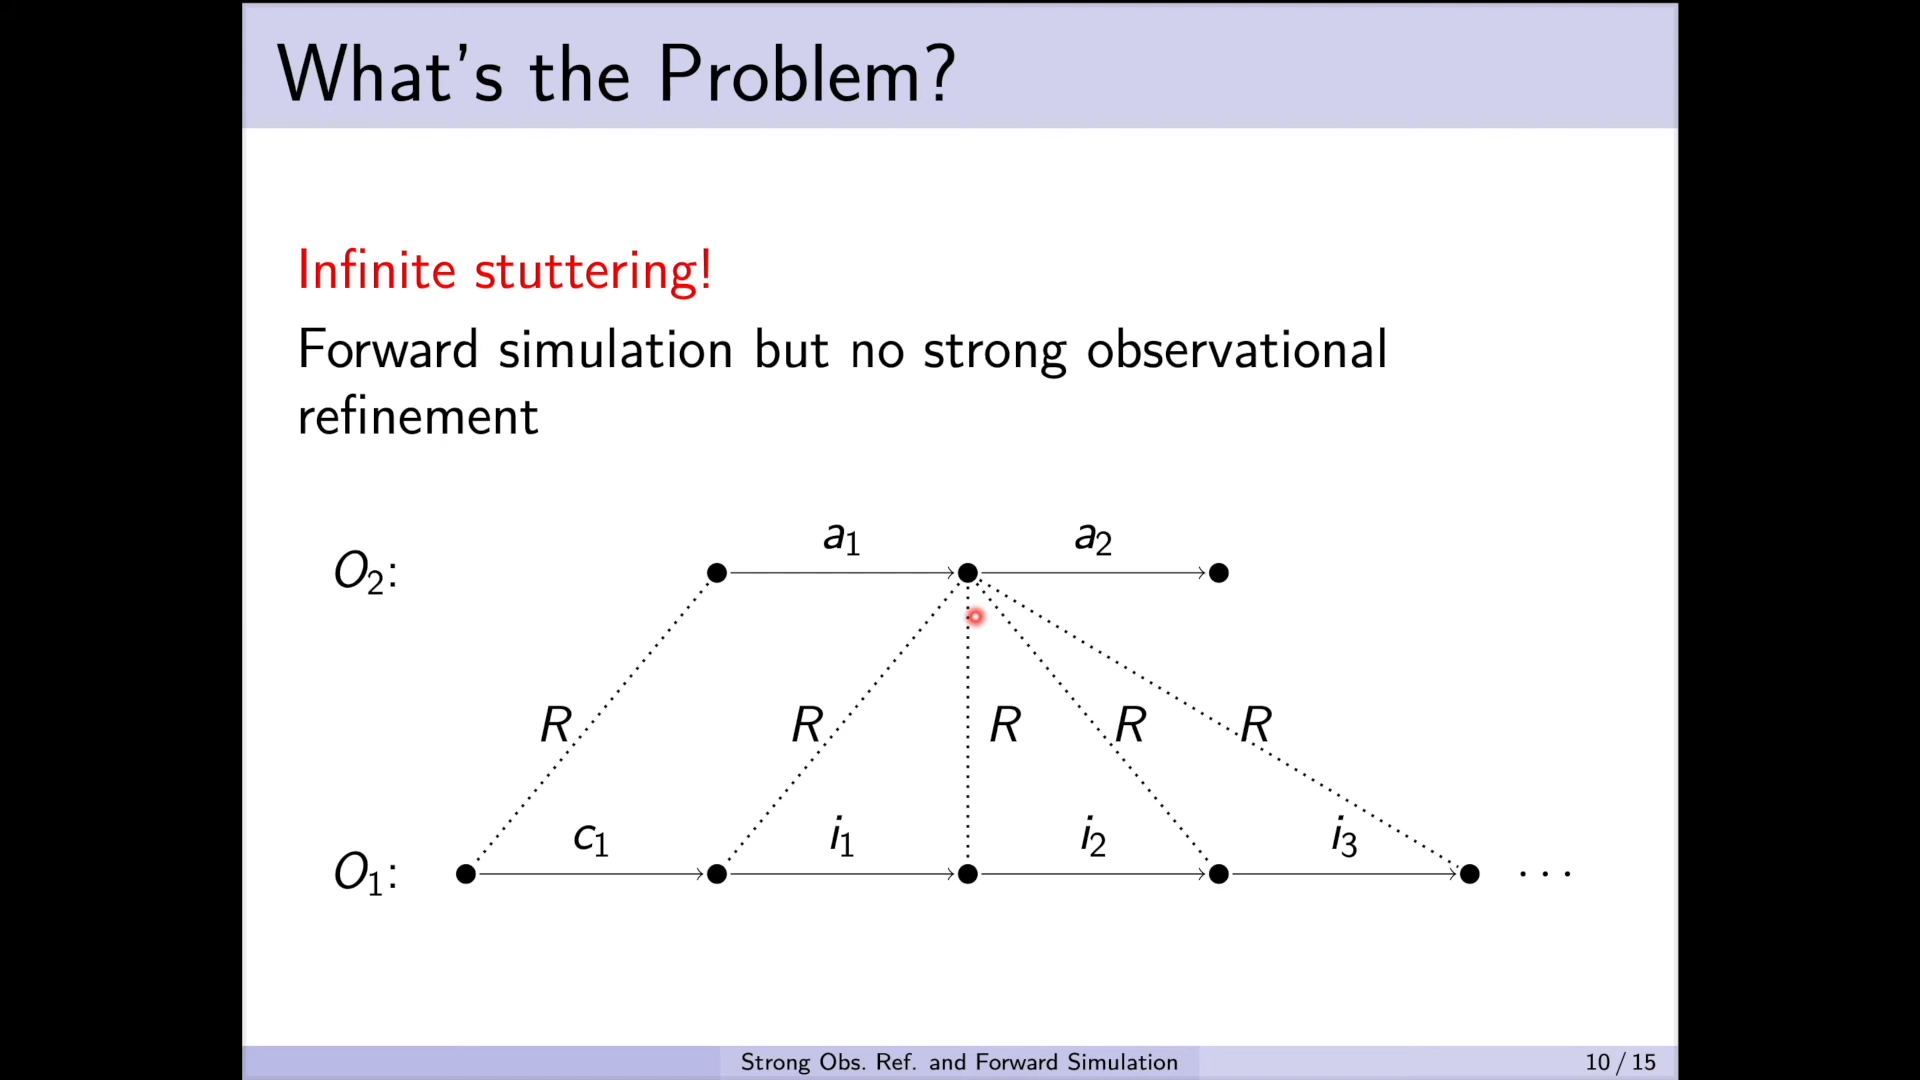 What's the Problem?
Infinite stuttering!
Forward simulation but no strong observational
refinement
a₁ a₂
O₂:
R R R R R
c₁ i₁ i₂ i₃
O₁: ...
Strong Obs. Ref. and Forward Simulation 10 / 15